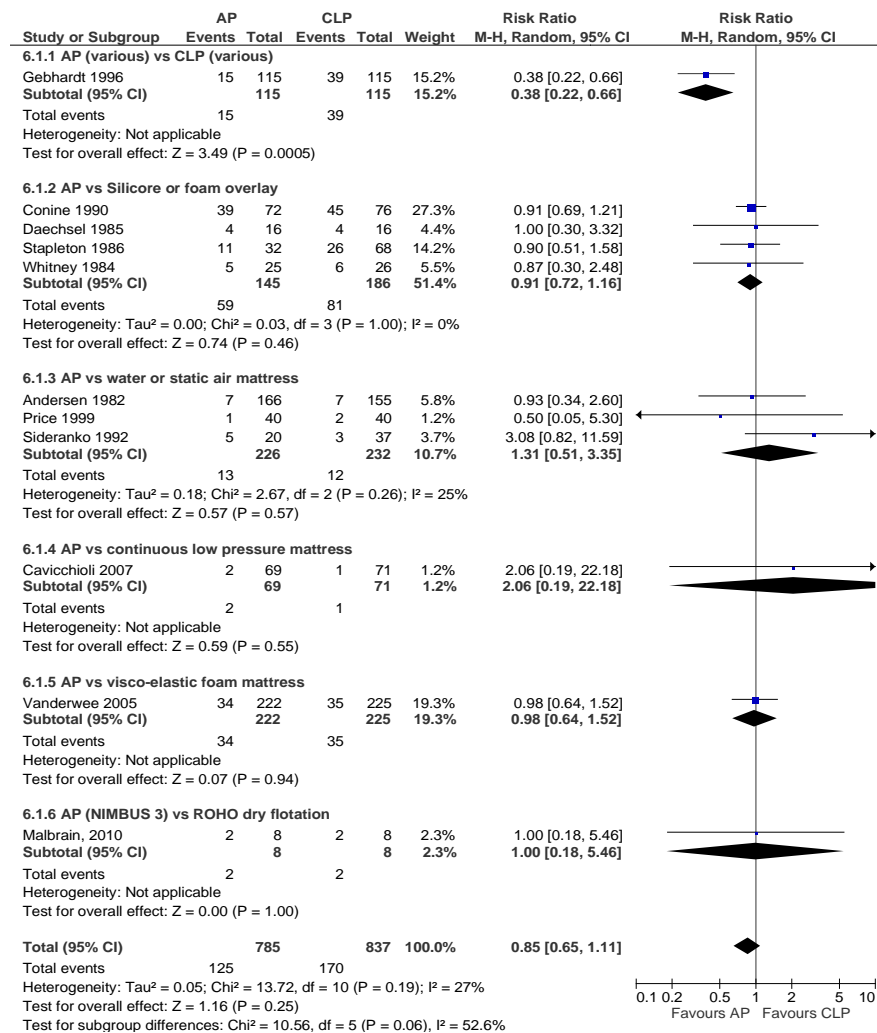 AP CLP Risk Ratio Risk Ratio
Study or Subgroup Events Total Events Total Weight M-H, Random, 95% CI M-H, Random, 95% CI
6.1.1 AP (various) vs CLP (various)
Gebhardt 1996 15 115 39 115 15.2% 0.38 [0.22, 0.66]
Subtotal (95% CI) 115 115 15.2% 0.38 [0.22, 0.66]
Total events 15 39
Heterogeneity: Not applicable
Test for overall effect: Z = 3.49 (P = 0.0005)
6.1.2 AP vs Silicore or foam overlay
Conine 1990 39 72 45 76 27.3% 0.91 [0.69, 1.21]
Daechsel 1985 4 16 4 16 4.4% 1.00 [0.30, 3.32]
Stapleton 1986 11 32 26 68 14.2% 0.90 [0.51, 1.58]
Whitney 1984 5 25 6 26 5.5% 0.87 [0.30, 2.48]
Subtotal (95% CI) 145 186 51.4% 0.91 [0.72, 1.16]
Total events 59 81
Heterogeneity: Tau² = 0.00; Chi² = 0.03, df = 3 (P = 1.00); I² = 0%
Test for overall effect: Z = 0.74 (P = 0.46)
6.1.3 AP vs water or static air mattress
Andersen 1982 7 166 7 155 5.8% 0.93 [0.34, 2.60]
Price 1999 1 40 2 40 1.2% 0.50 [0.05, 5.30]
Sideranko 1992 5 20 3 37 3.7% 3.08 [0.82, 11.59]
Subtotal (95% CI) 226 232 10.7% 1.31 [0.51, 3.35]
Total events 13 12
Heterogeneity: Tau² = 0.18; Chi² = 2.67, df = 2 (P = 0.26); I² = 25%
Test for overall effect: Z = 0.57 (P = 0.57)
6.1.4 AP vs continuous low pressure mattress
Cavicchioli 2007 2 69 1 71 1.2% 2.06 [0.19, 22.18]
Subtotal (95% CI) 69 71 1.2% 2.06 [0.19, 22.18]
Total events 2 1
Heterogeneity: Not applicable
Test for overall effect: Z = 0.59 (P = 0.55)
6.1.5 AP vs visco-elastic foam mattress
Vanderwee 2005 34 222 35 225 19.3% 0.98 [0.64, 1.52]
Subtotal (95% CI) 222 225 19.3% 0.98 [0.64, 1.52]
Total events 34 35
Heterogeneity: Not applicable
Test for overall effect: Z = 0.07 (P = 0.94)
6.1.6 AP (NIMBUS 3) vs ROHO dry flotation
Malbrain, 2010 2 8 2 8 2.3% 1.00 [0.18, 5.46]
Subtotal (95% CI) 8 8 2.3% 1.00 [0.18, 5.46]
Total events 2 2
Heterogeneity: Not applicable
Test for overall effect: Z = 0.00 (P = 1.00)
Total (95% CI) 785 837 100.0% 0.85 [0.65, 1.11]
Total events 125 170
Heterogeneity: Tau² = 0.05; Chi² = 13.72, df = 10 (P = 0.19); I² = 27%
Test for overall effect: Z = 1.16 (P = 0.25)
Test for subgroup differences: Chi² = 10.56, df = 5 (P = 0.06), I² = 52.6%
0.1 0.2 0.5 1 2 5 10
Favours AP Favours CLP